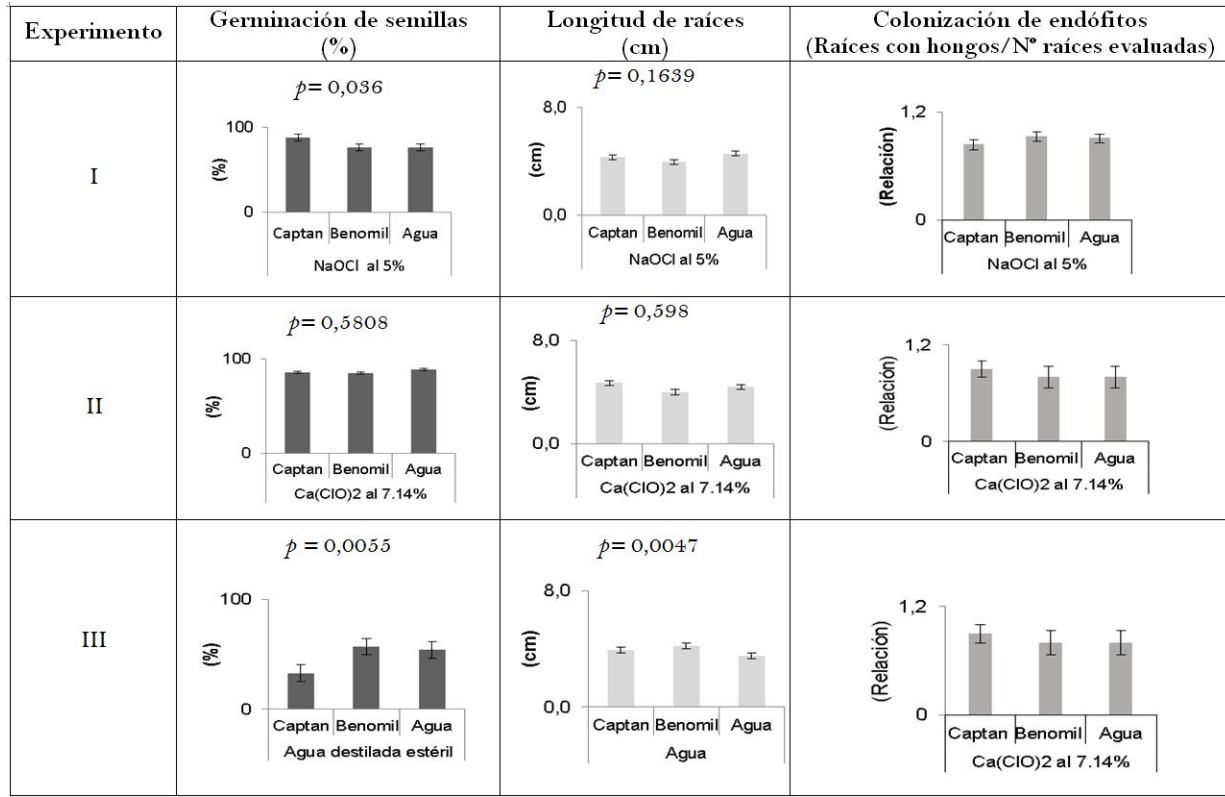 Experimento
Germinación de semillas
(%)
Longitud de raíces
(cm)
Colonización de endófitos
(Raíces con hongos/Nº raíces evaluadas)
I
p= 0,036
100
0
(%)
Captan Benomil Agua
NaOCl al 5%
p= 0,1639
8,0
0,0
(cm)
Captan Benomil Agua
NaOCl al 5%
1,2
0
(Relación)
Captan Benomil Agua
NaOCl al 5%
II
p= 0,5808
100
0
(%)
Captan Benomil Agua
Ca(ClO)2 al 7.14%
p= 0,598
8,0
0,0
(cm)
Captan Benomil Agua
Ca(ClO)2 al 7.14%
1,2
0
(Relación)
Captan Benomil Agua
Ca(ClO)2 al 7.14%
III
p = 0,0055
100
0
(%)
Captan Benomil Agua
Agua destilada estéril
p= 0,0047
8,0
0,0
(cm)
Captan Benomil Agua
Agua
1,2
0
(Relación)
Captan Benomil Agua
Ca(ClO)2 al 7.14%